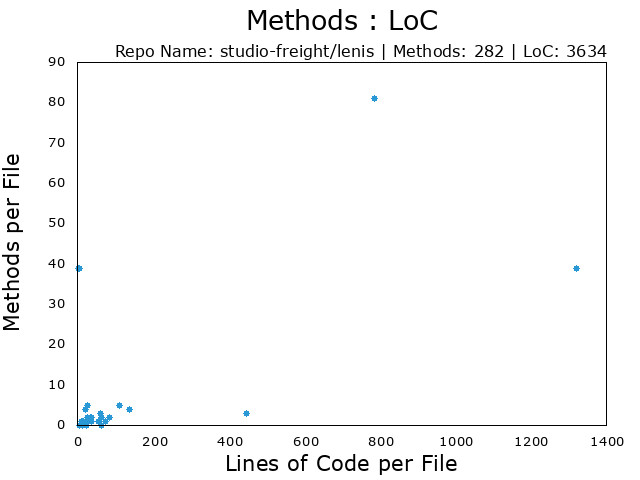 Methods : LoC
Repo Name: studio-freight/lenis | Methods: 282 | LoC: 3634
90
80
70
60
50
40
30
20
10
0
Methods per File
0 200 400 600 800 1000 1200 1400
Lines of Code per File